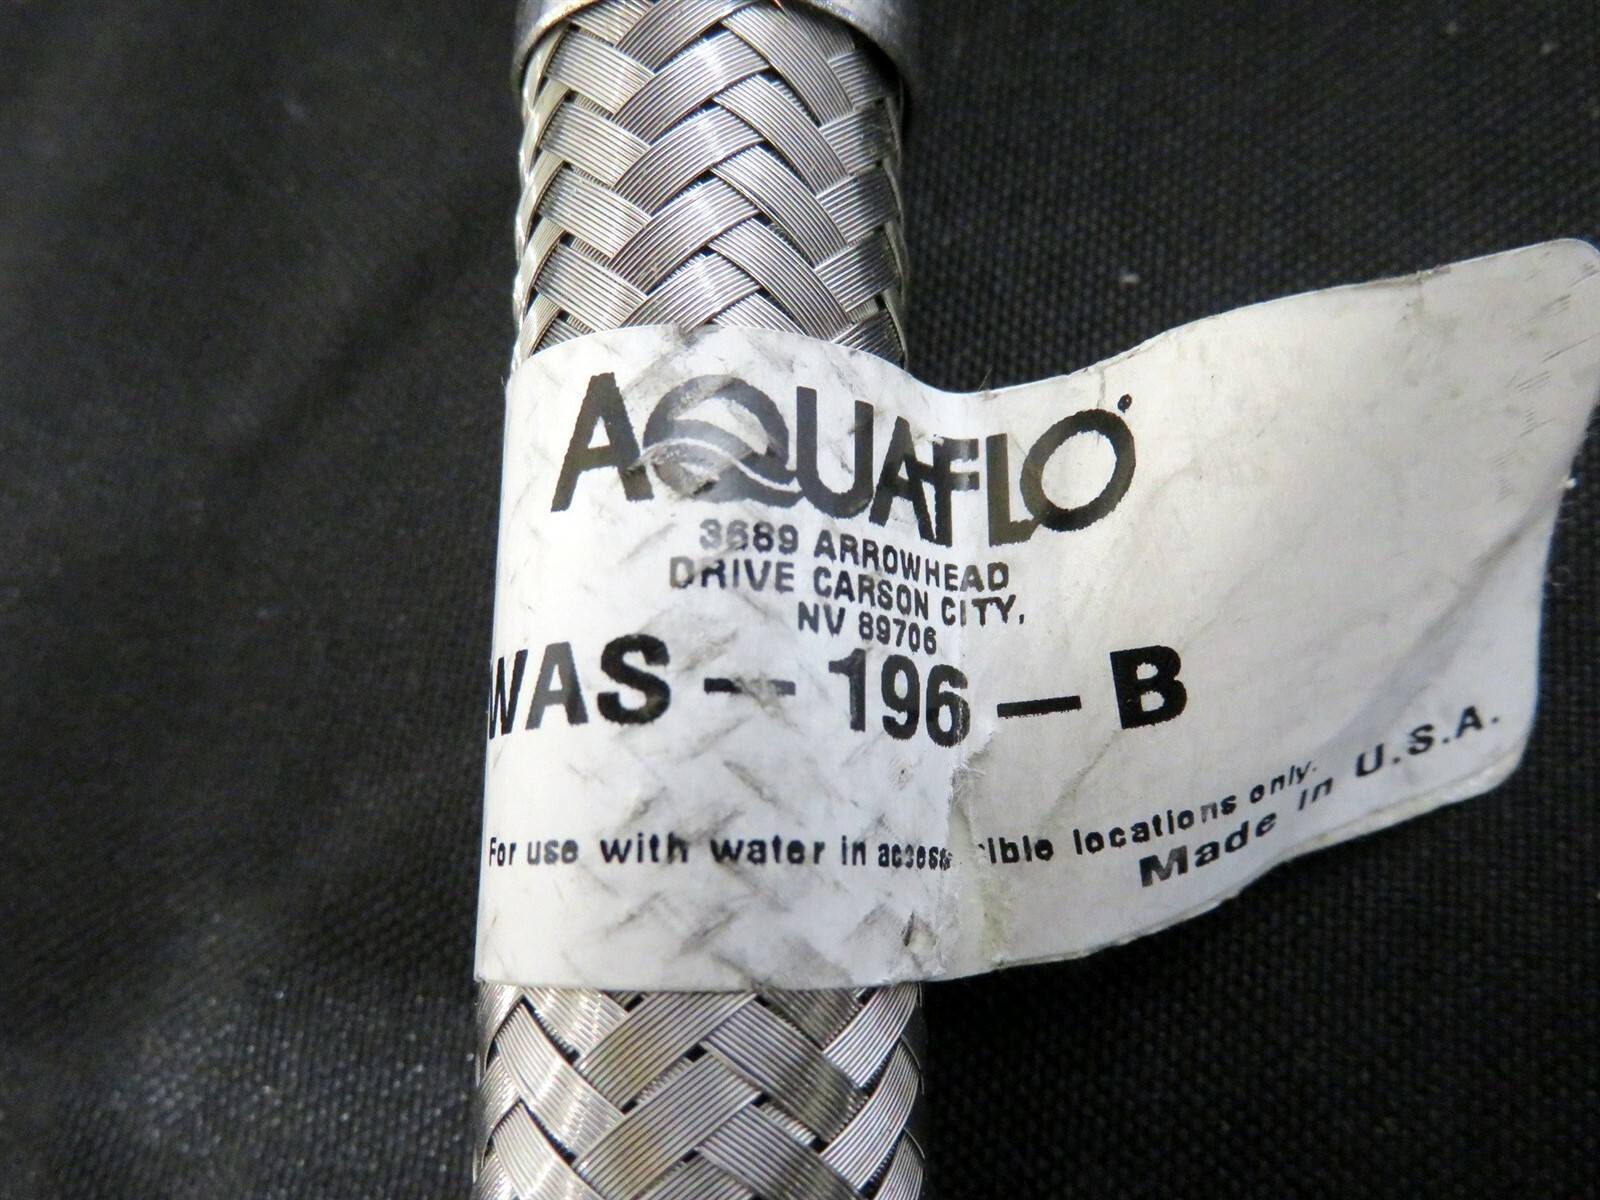 AQUAFLO
3689 ARROWHEAD
DRIVE CARSON CITY,
NV 89706
WAS - 196 - B
For use with water in accessible locations only.
Made in U.S.A.